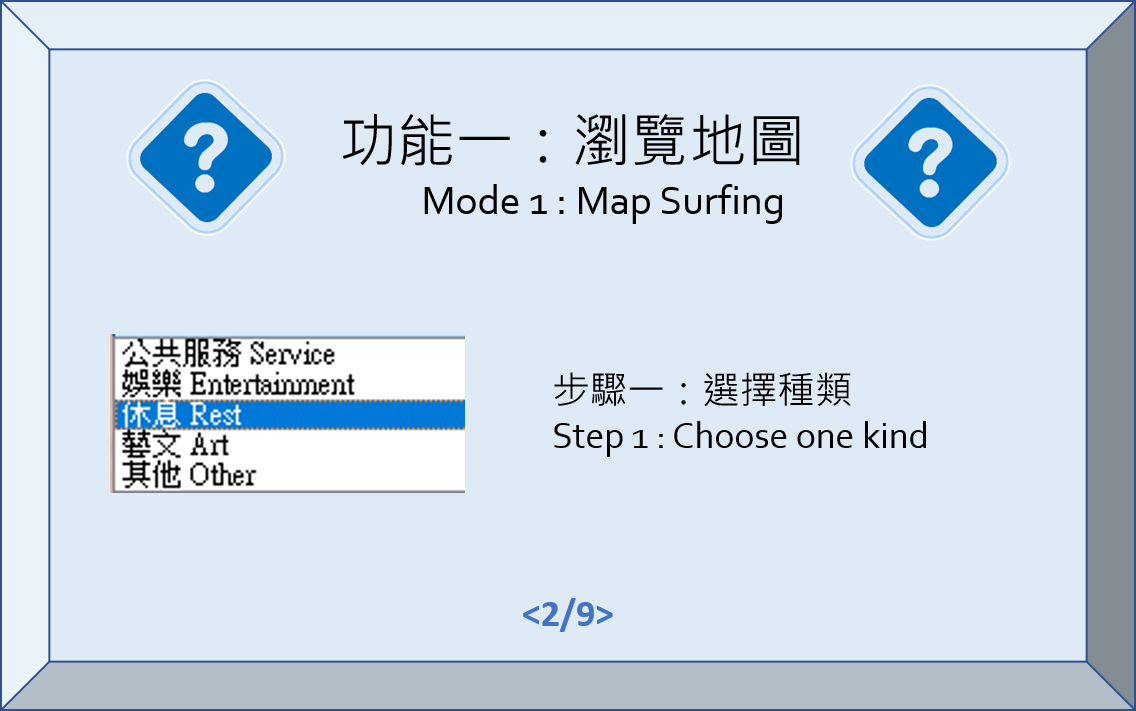 功能一：瀏覽地圖
Mode 1 : Map Surfing
公共服務 Service
娛樂 Entertainment
休息 Rest
藝文 Art
其他 Other
步驟一：選擇種類
Step 1 : Choose one kind
<2/9>